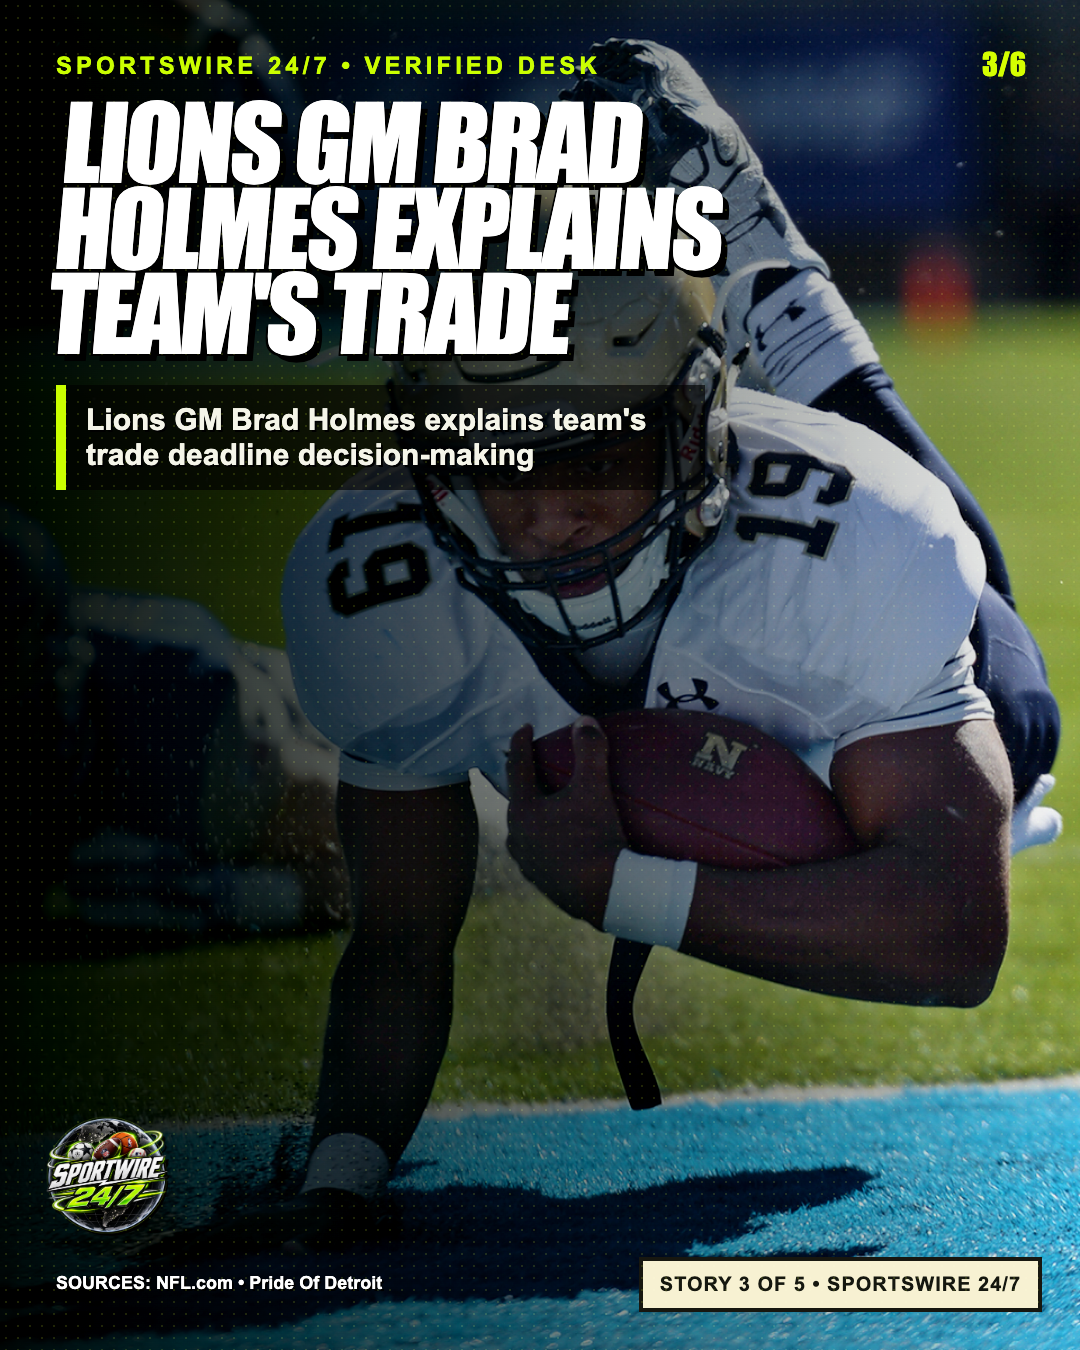 SPORTSWIRE 24/7 • VERIFIED DESK
3/6
LIONS GM BRAD
HOLMES EXPLAINS
TEAM'S TRADE
Lions GM Brad Holmes explains team's
trade deadline decision-making
19
19
N
NAVY
SPORTWIRE
24/7
SOURCES: NFL.com • Pride Of Detroit
STORY 3 OF 5 • SPORTSWIRE 24/7